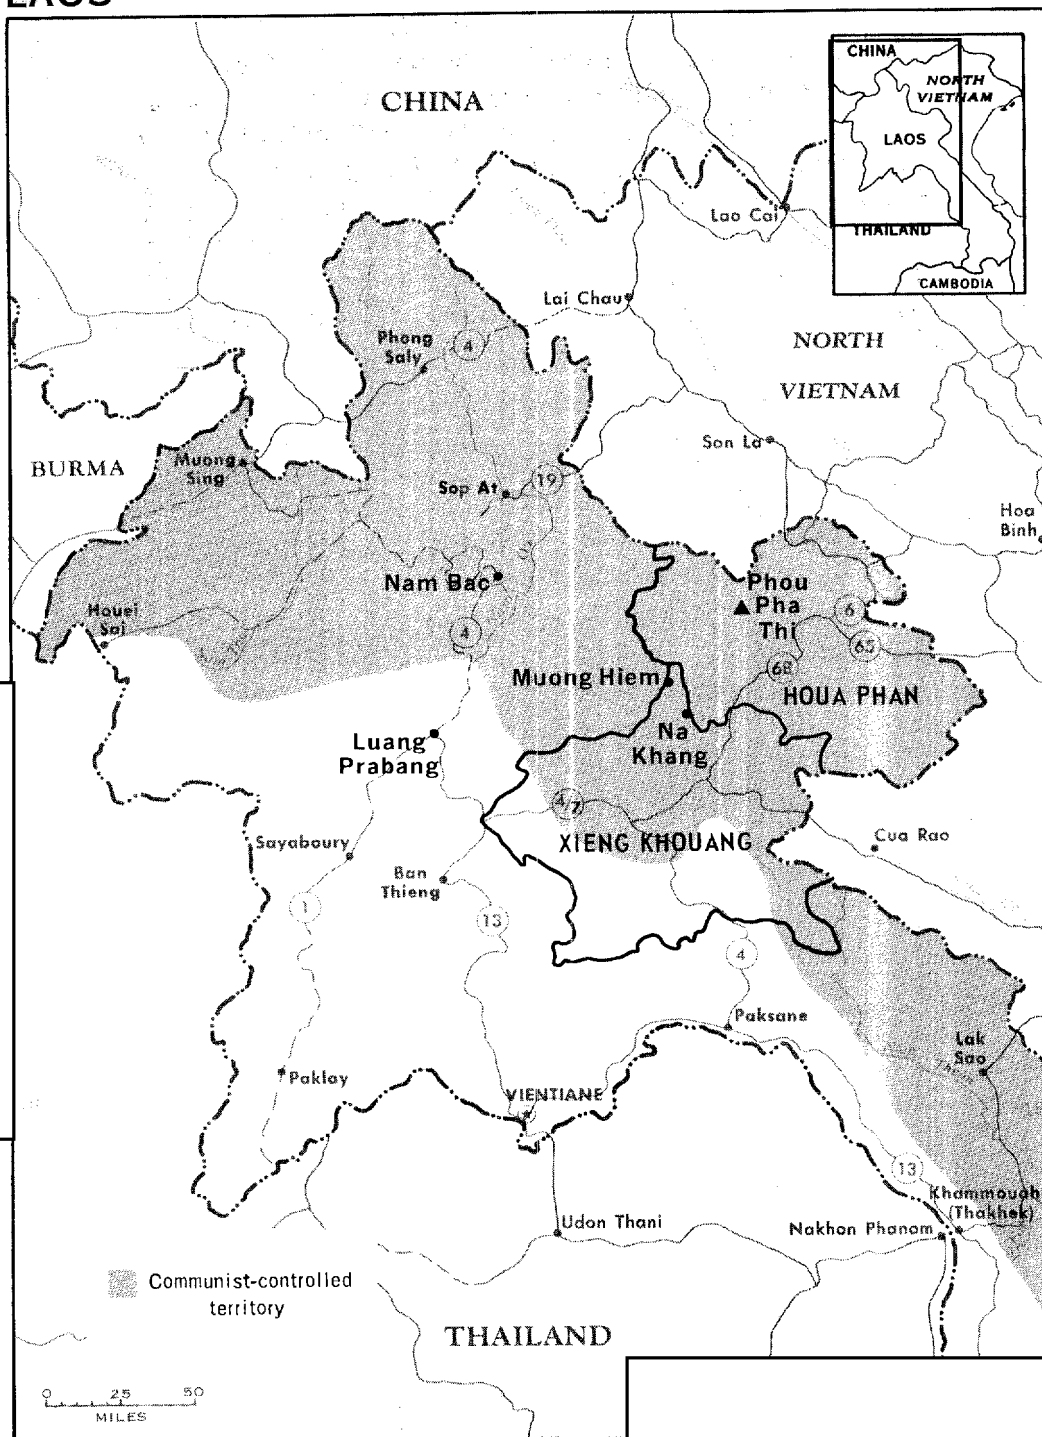 LAOS
CHINA
CHINA
NORTH
VIETNAM
LAOS
THAILAND
CAMBODIA
Lao Cai
Lai Chau
Phong
Saly
4
NORTH
VIETNAM
BURMA
Muong
Sing
Son La
Sop At
19
Hoa
Binh
Nam Bac
Phou
Pha
Thi
Houei
Sai
6
4
65
68
Muong Hiem
HOUA PHAN
Luang
Prabang
Na
Khang
4/7
XIENG KHOUANG
Cua Rao
Sayaboury
Ban
Thieng
1
13
4
Paksane
Lak
Sao
Paklay
VIENTIANE
13
Khammouan
(Thakhek)
Udon Thani
Nakhon Phanom
Communist-controlled
territory
THAILAND
0 25 50
MILES